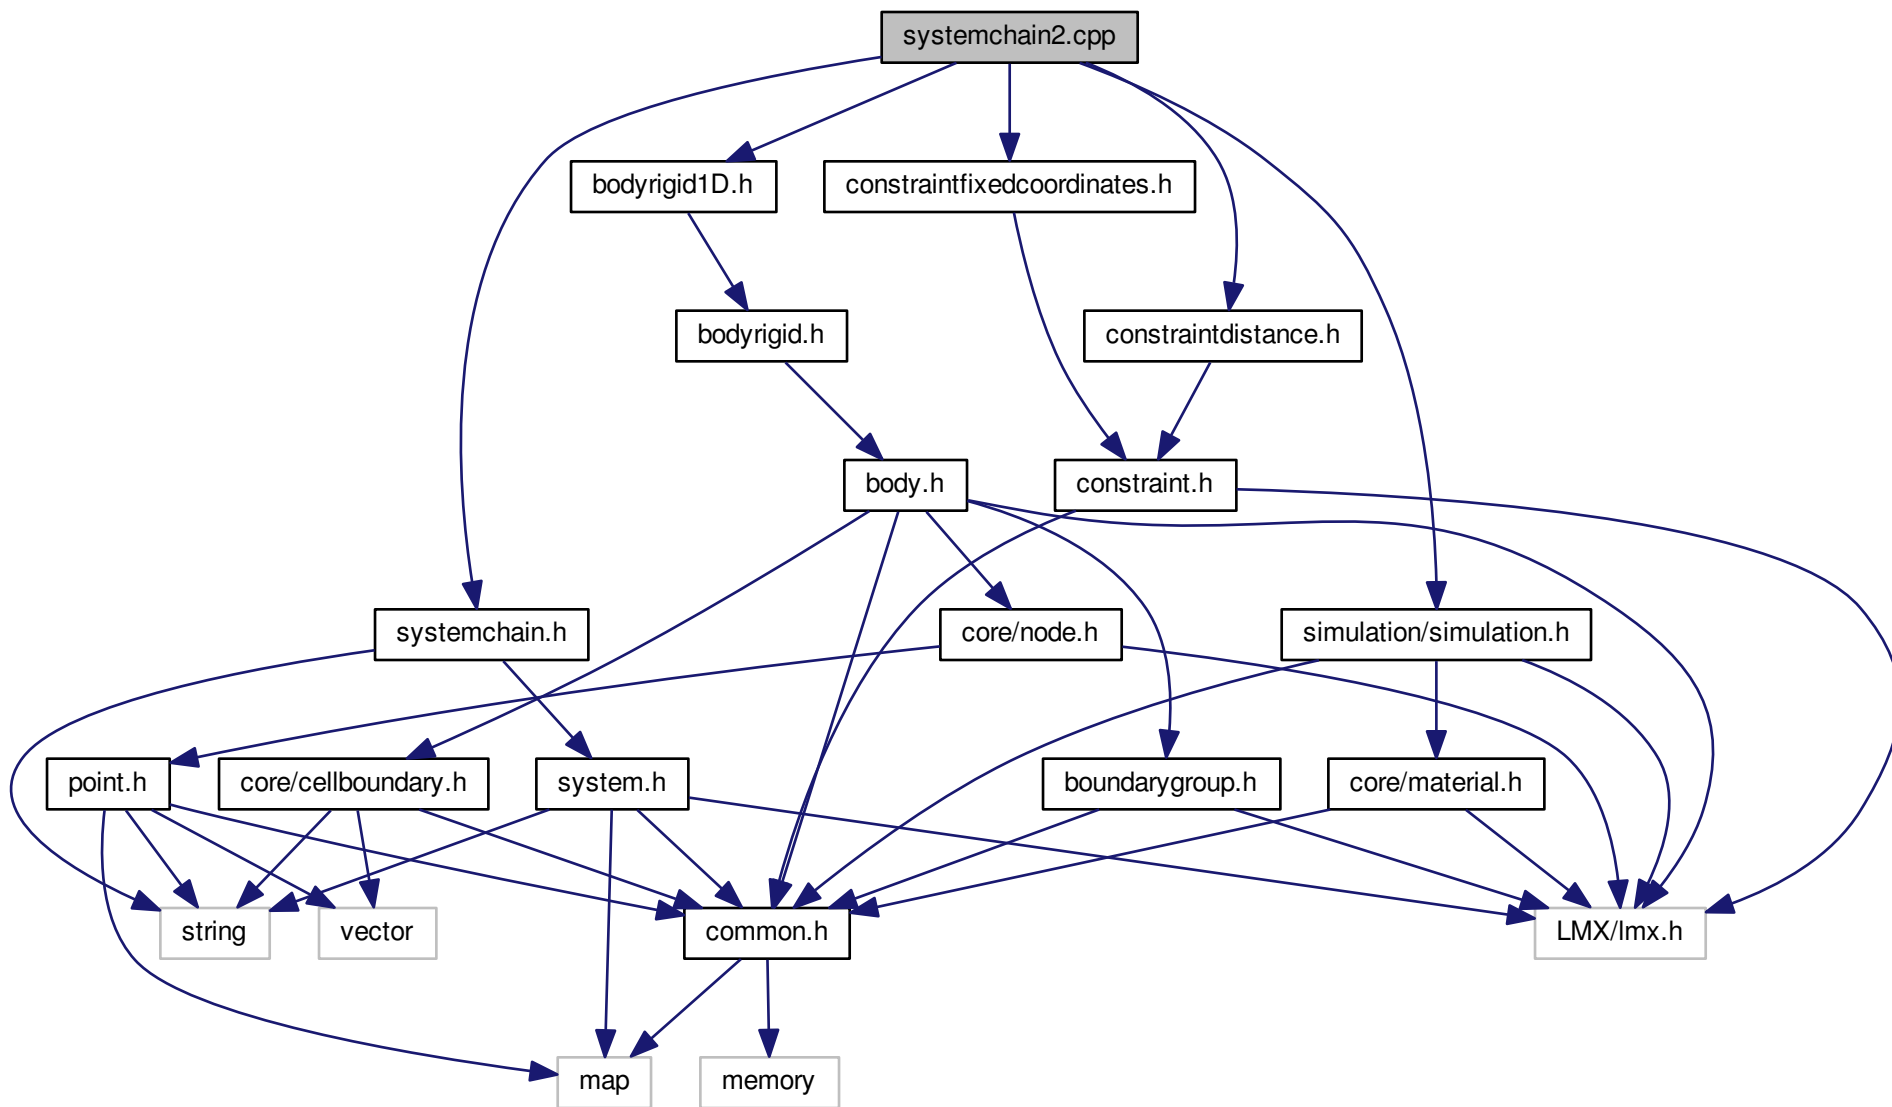 systemchain2.cpp
bodyrigid1D.h
constraintfixedcoordinates.h
bodyrigid.h
constraintdistance.h
body.h
constraint.h
systemchain.h
core/node.h
simulation/simulation.h
point.h
core/cellboundary.h
system.h
boundarygroup.h
core/material.h
string
vector
common.h
LMX/lmx.h
map
memory